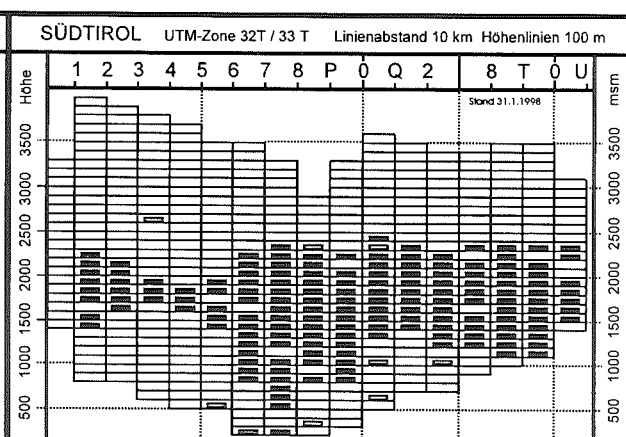 SÜDTIROL UTM-Zone 32T / 33 T Linienabstand 10 km Höhenlinien 100 m
1 2 3 4 5 6 7 8 P 0 Q 2 8 T 0 U
Höhe
msm
Stand 31.1.1998
3500 3500
3000 3000
2500 2500
2000 2000
1500 1500
1000 1000
500 500